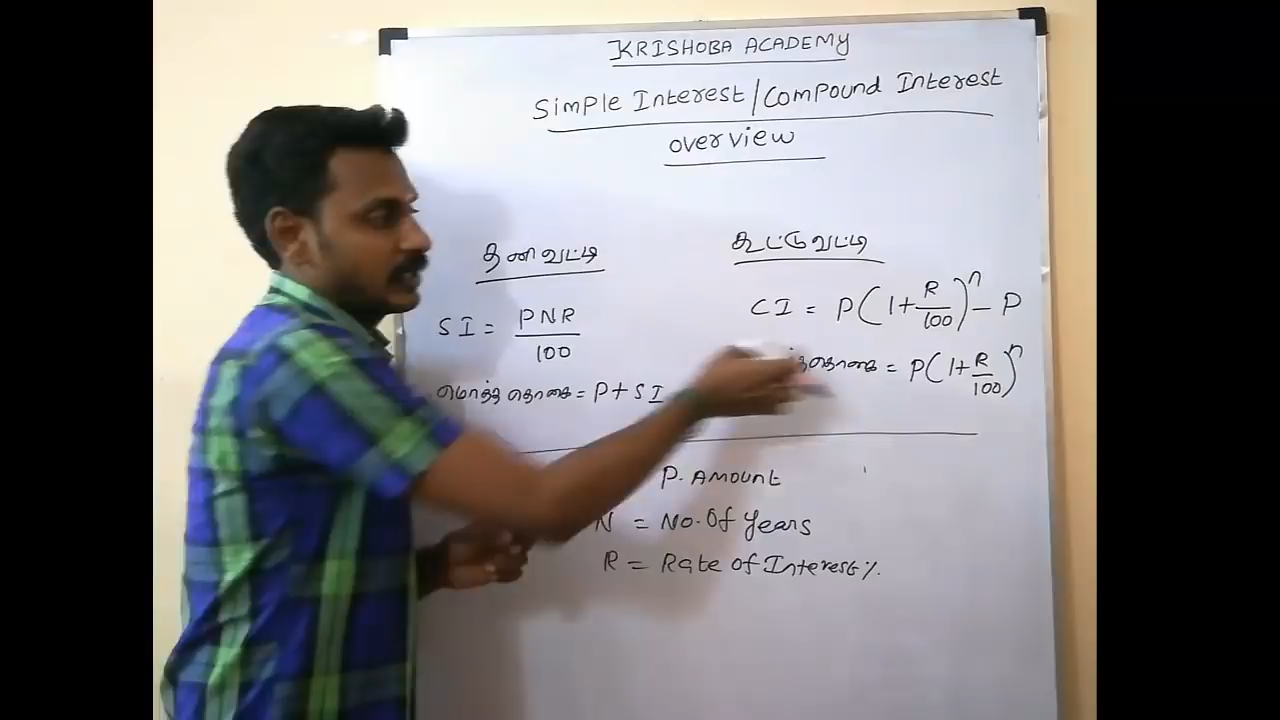 KRISHOBA ACADEMY
Simple Interest/Compound Interest
overview
தனிவட்டி
SI = PNR/100
மொத்த தொகை = P + SI
கூட்டு வட்டி
CI = P(1+R/100)^n - P
= P(1+R/100)^n
P. Amount
N = No. Of years
R = Rate of Interest %.